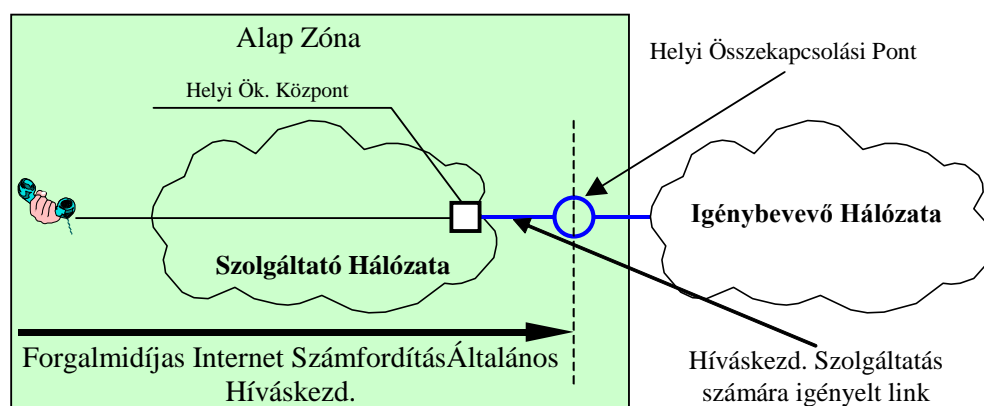 Alap Zóna
Helyi Összekapcsolási Pont
Helyi Ök. Központ
Igénybevevő Hálózata
Szolgáltató Hálózata
Forgalmidíjas Internet SzámfordításÁltalános
Híváskezd.
Híváskezd. Szolgáltatás
számára igényelt link